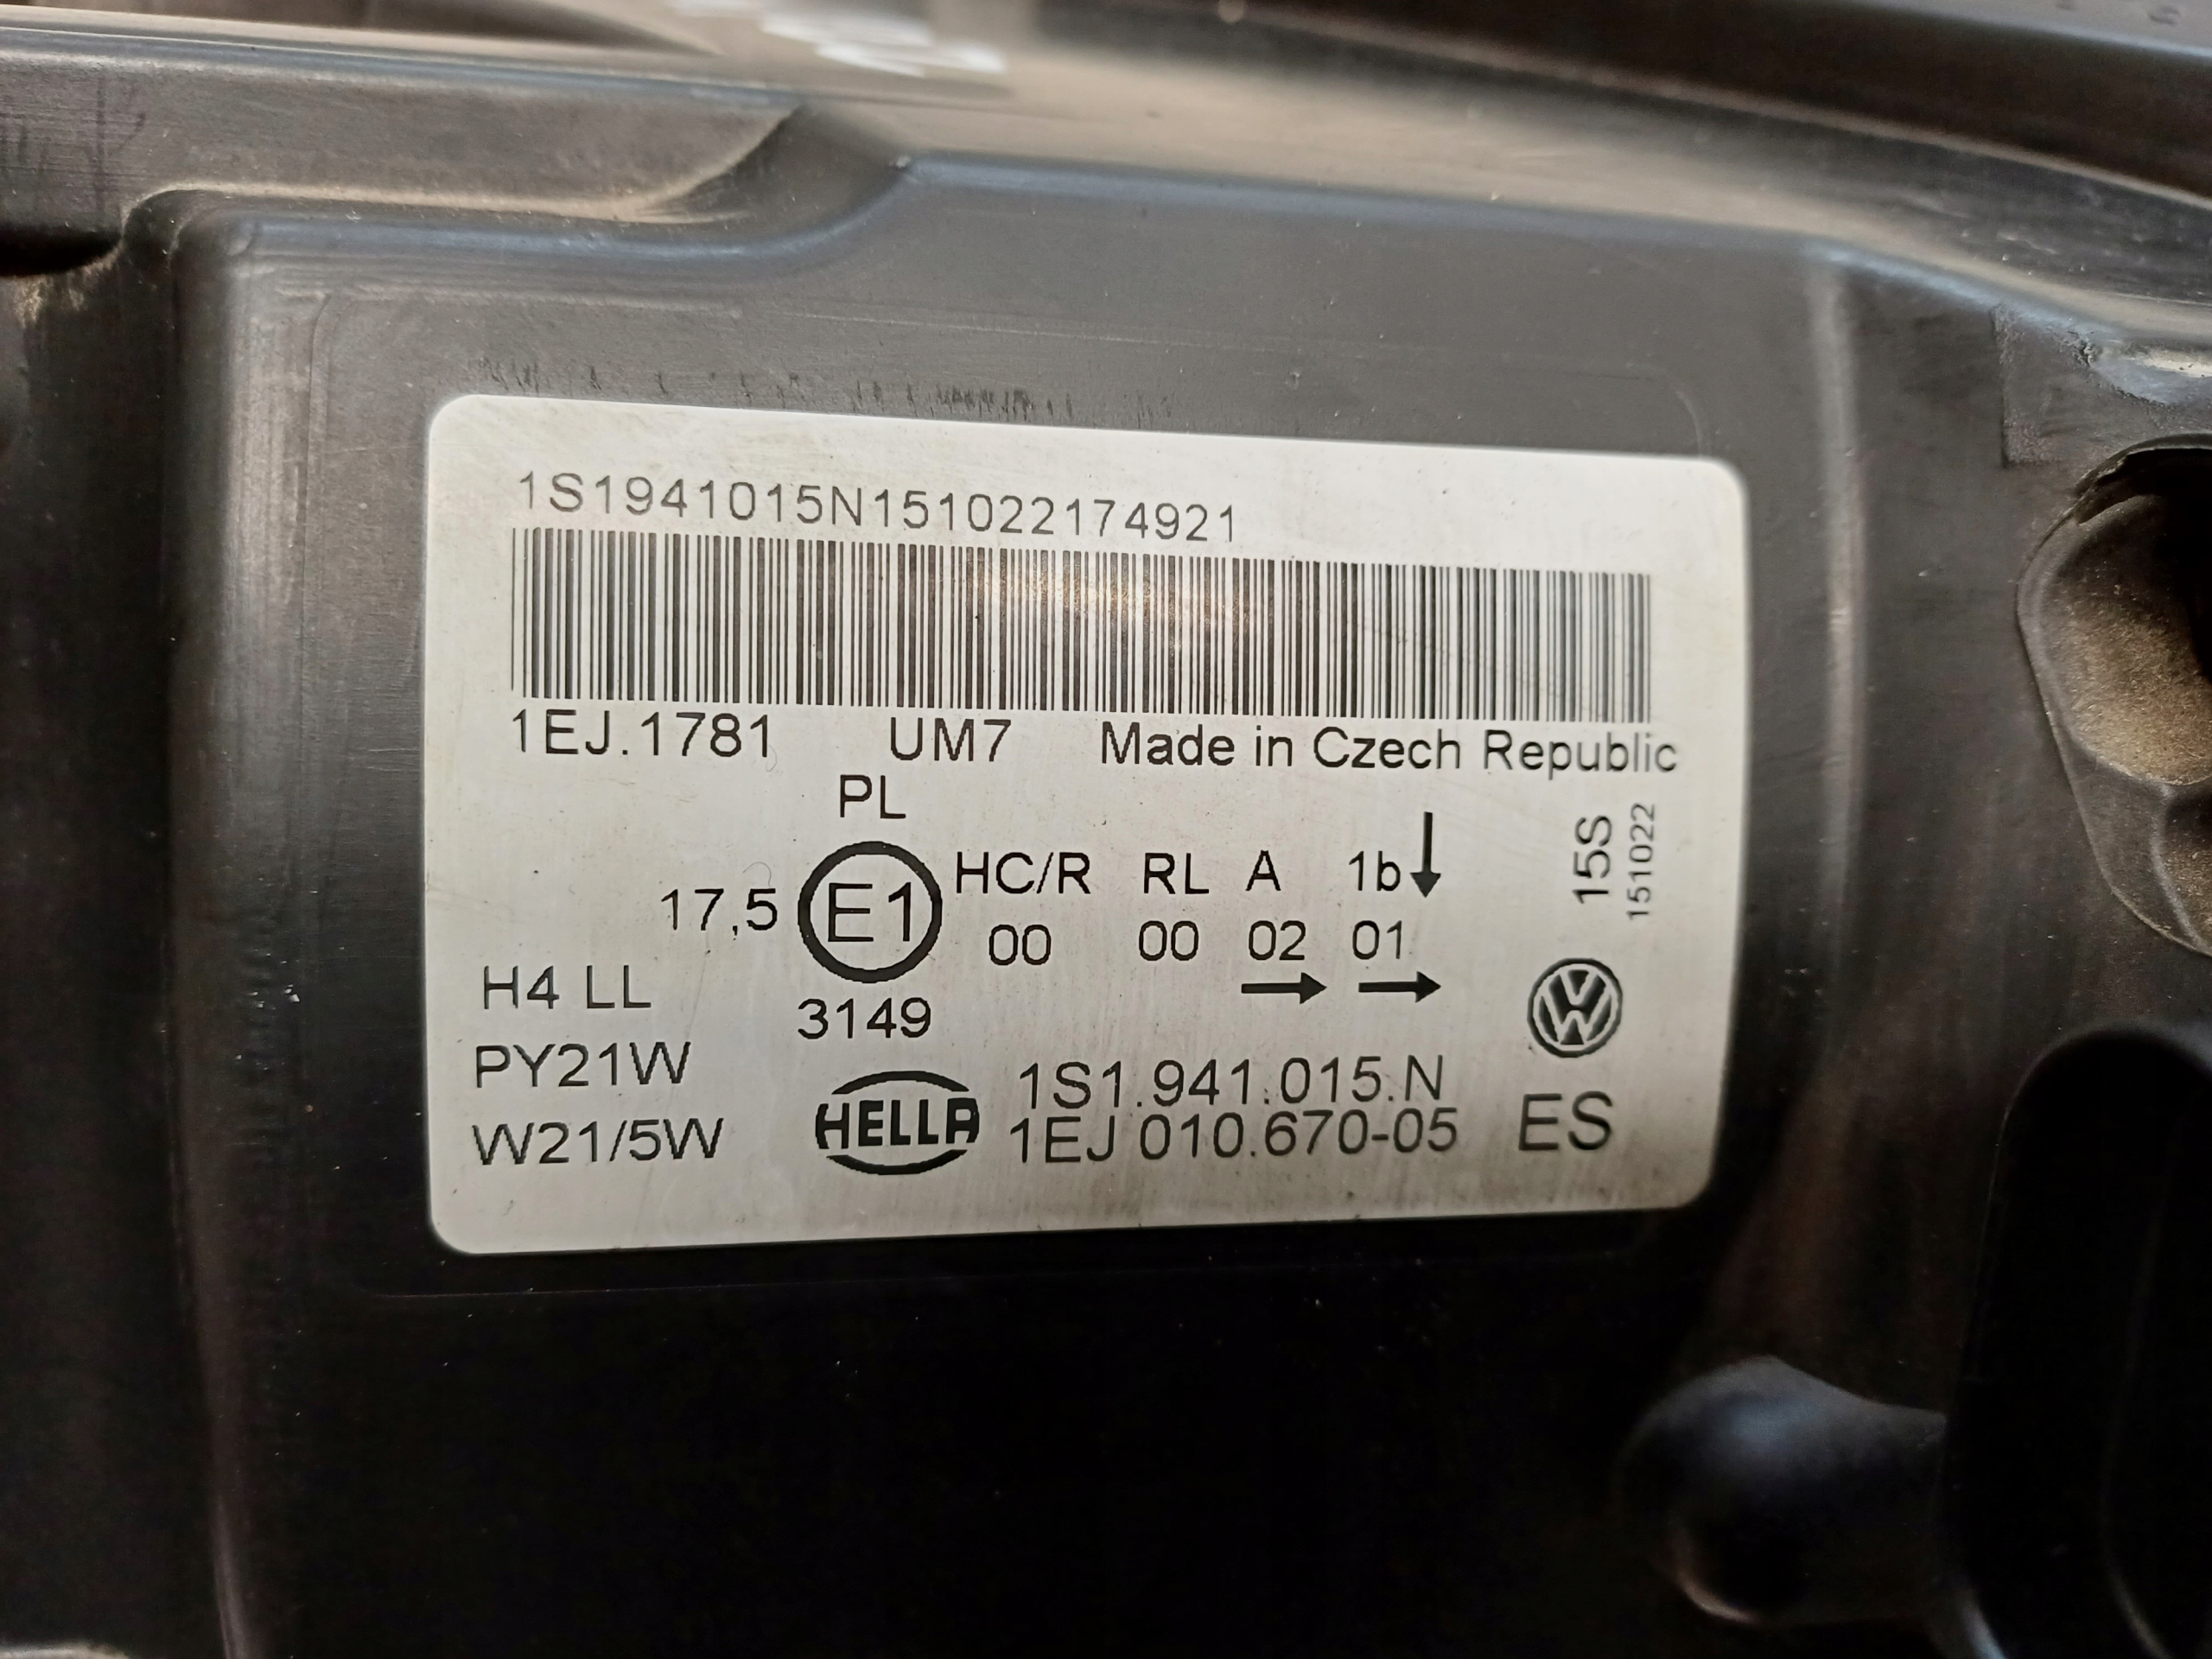 1S1941015N151022174921
1EJ.1781 UM7 Made in Czech Republic
PL
17,5 E1 HC/R RL A 1b↓
00 00 02 01
→ →
3149
H4 LL
PY21W
W21/5W
HELLA
1S1.941.015.N
1EJ 010.670-05
15S
151022
VW
ES